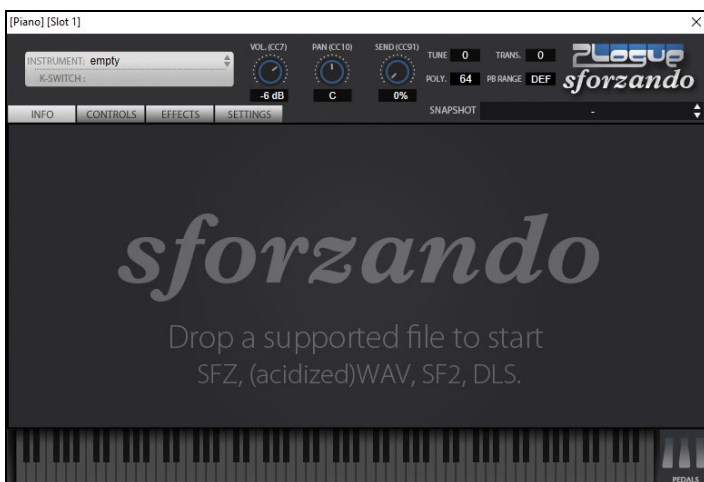 [Piano] [Slot 1]
INSTRUMENT: empty
K-SWITCH :
VOL. (CC7)
-6 dB
PAN (CC10)
C
SEND (CC91)
0%
TUNE 0 TRANS. 0
POLY. 64 PB RANGE DEF
PLOGUE
sforzando
INFO CONTROLS EFFECTS SETTINGS
SNAPSHOT -
sforzando
Drop a supported file to start
SFZ, (acidized)WAV, SF2, DLS.
PEDALS